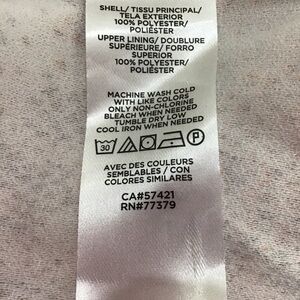 SHELL/ TISSU PRINCIPAL/
TELA EXTERIOR
100% POLYESTER/
POLIÉSTER
UPPER LINING/ DOUBLURE
SUPÉRIEURE/ FORRO
SUPERIOR
100% POLYESTER/
POLIÉSTER
MACHINE WASH COLD
WITH LIKE COLORS
ONLY NON-CHLORINE
BLEACH WHEN NEEDED
TUMBLE DRY LOW
COOL IRON WHEN NEEDED
30 P
AVEC DES COULEURS
SEMBLABLES / CON
COLORES SIMILARES
CA#57421
RN#77379